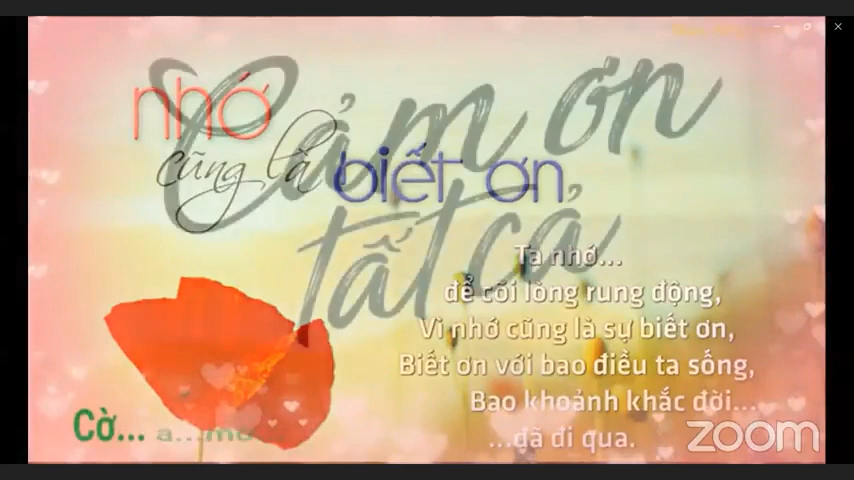 Cảm ơn
tất cả
nhớ
cũng là
biết ơn
Ta nhớ...
để cõi lòng rung động,
Vì nhớ cũng là sự biết ơn,
Biết ơn với bao điều ta sống,
Bao khoảnh khắc đời...
...đã đi qua.
Cờ... a...mơ
zoom